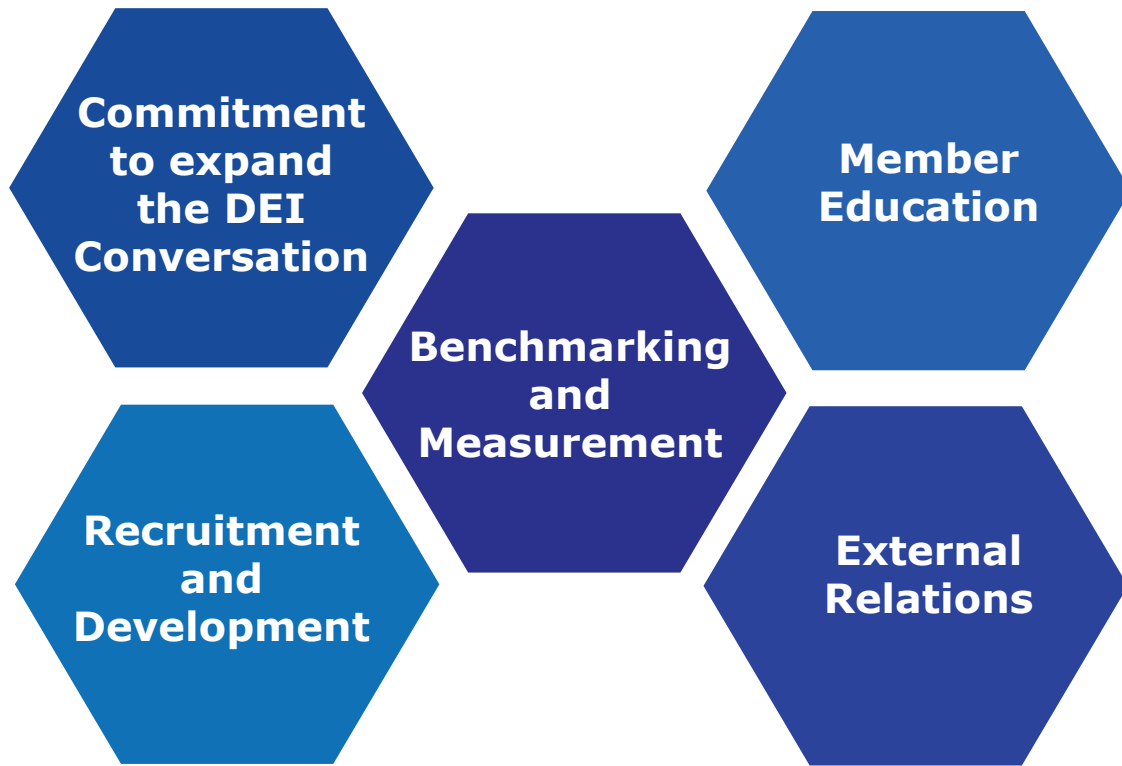 Commitment
to expand
the DEI
Conversation
Member
Education
Benchmarking
and
Measurement
Recruitment
and
Development
External
Relations